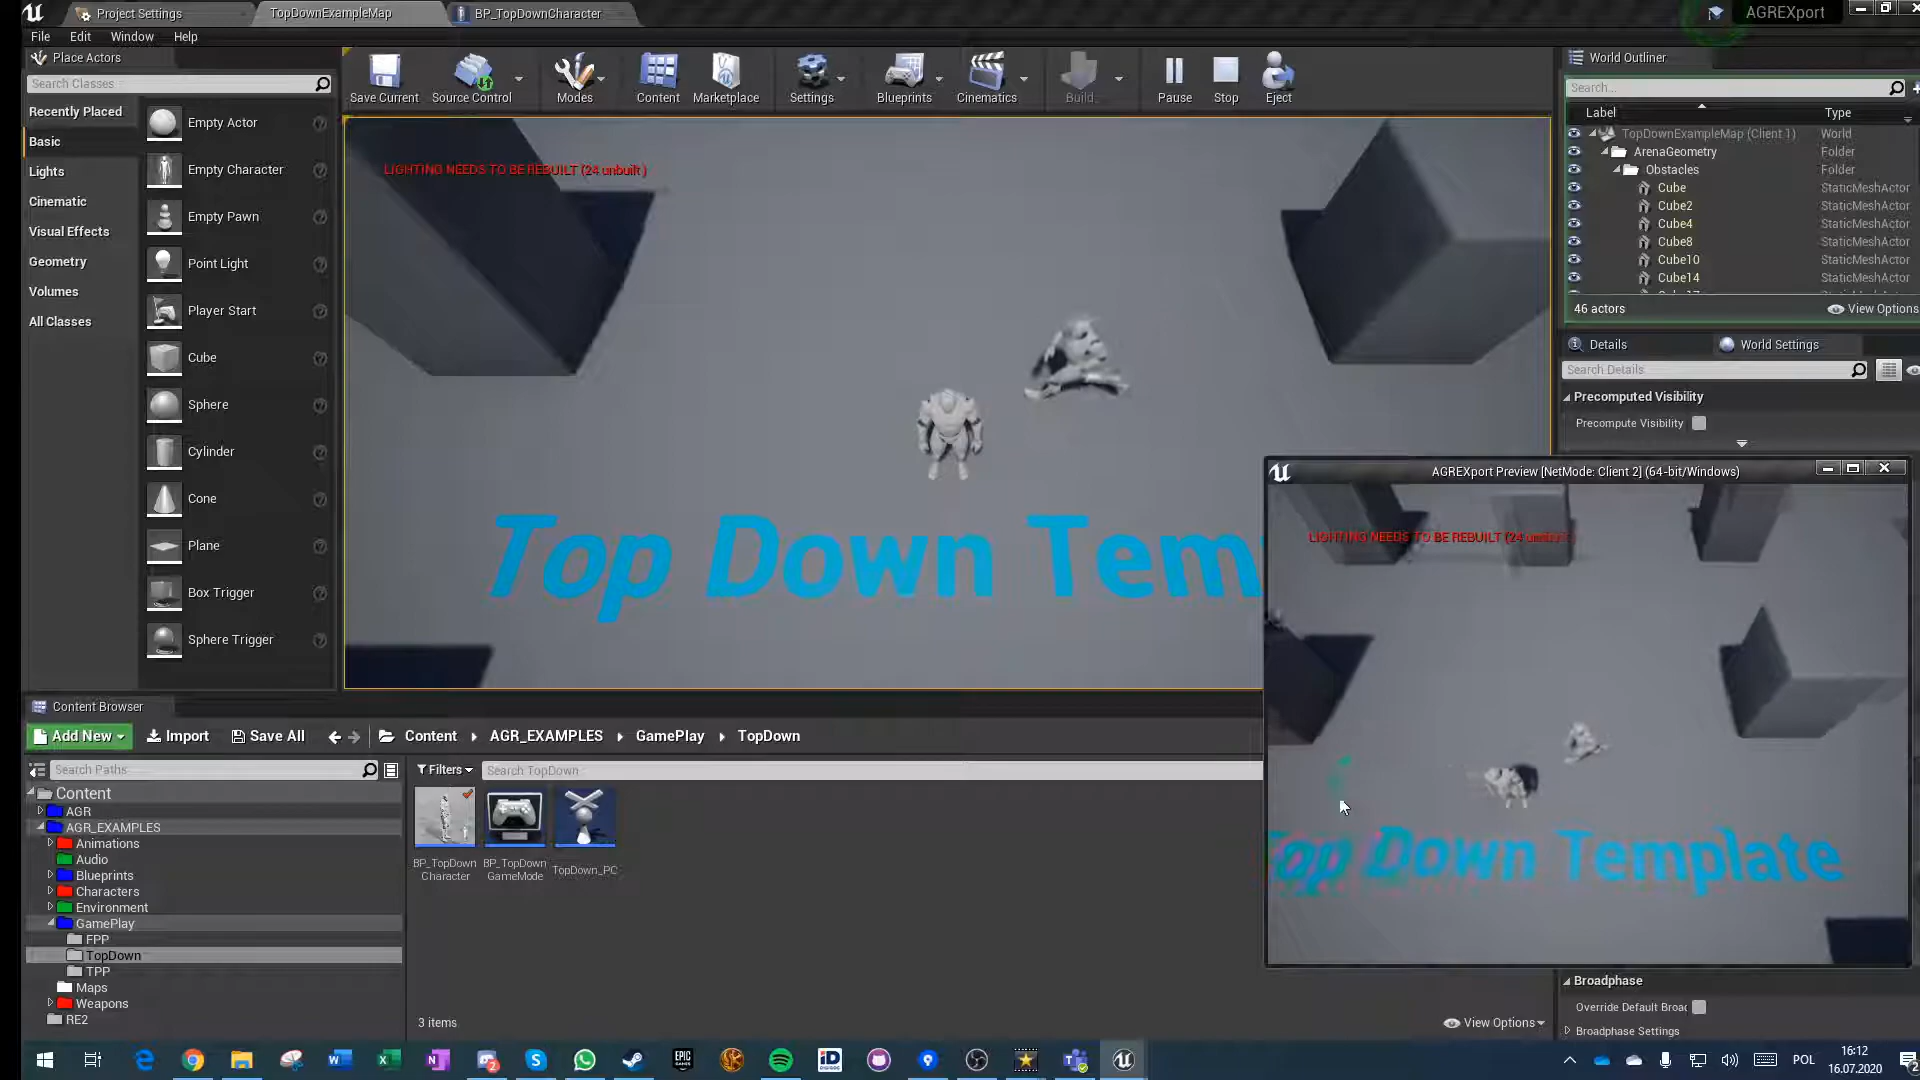 Project Settings
TopDownExampleMap
BP_TopDownCharacter
AGREXport
File Edit Window Help
Place Actors
Search Classes
Recently Placed
Basic
Lights
Cinematic
Visual Effects
Geometry
Volumes
All Classes
Empty Actor
Empty Character
Empty Pawn
Point Light
Player Start
Cube
Sphere
Cylinder
Cone
Plane
Box Trigger
Sphere Trigger
Save Current
Source Control
Modes
Content
Marketplace
Settings
Blueprints
Cinematics
Build
Pause
Stop
Eject
LIGHTING NEEDS TO BE REBUILT (24 unbuilt )
Top Down Tem
World Outliner
Search...
Label Type
TopDownExampleMap (Client 1) World
ArenaGeometry Folder
Obstacles Folder
Cube StaticMeshActor
Cube2 StaticMeshActor
Cube4 StaticMeshActor
Cube8 StaticMeshActor
Cube10 StaticMeshActor
Cube14 StaticMeshActor
46 actors
View Options
Details
World Settings
Search Details
Precomputed Visibility
Precompute Visibility
AGREXport Preview [NetMode: Client 2] (64-bit/Windows)
LIGHTING NEEDS TO BE REBUILT (24 unbuilt )
Top Down Template
Broadphase
Override Default Broac
Broadphase Settings
Content Browser
Add New
Import
Save All
Content
AGR_EXAMPLES
GamePlay
TopDown
Search Paths
Filters
Search TopDown
Content
AGR
AGR_EXAMPLES
Animations
Audio
Blueprints
Characters
Environment
GamePlay
FPP
TopDown
TPP
Maps
Weapons
RE2
BP_TopDown
Character
BP_TopDown
GameMode
TopDown_PC
3 items
View Options
POL
16:12
16.07.2020